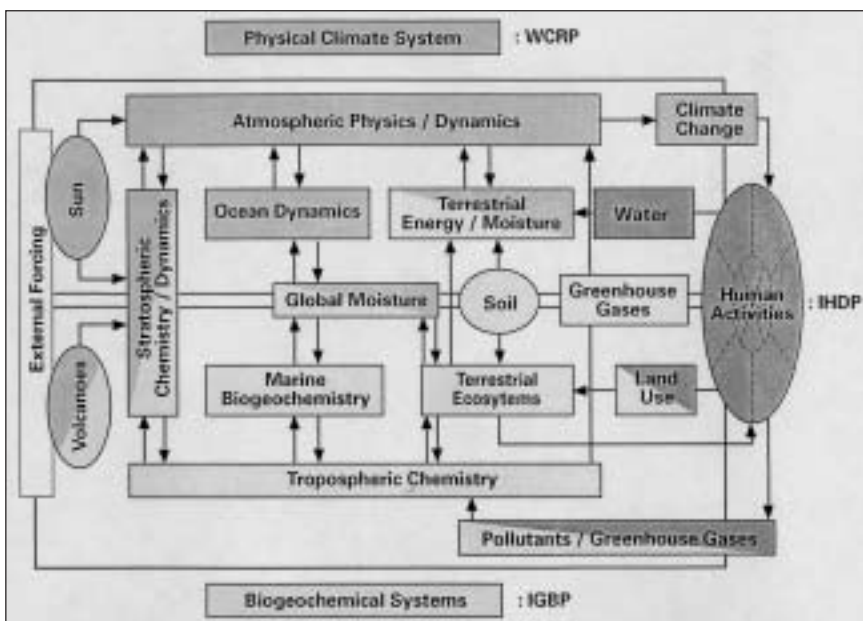 Physical Climate System : WCRP
Atmospheric Physics / Dynamics
Climate
Change
External Forcing
Sun
Stratospheric
Chemistry / Dynamics
Ocean Dynamics
Terrestrial
Energy / Moisture
Water
Global Moisture
Soil
Greenhouse
Gases
Human
Activities
: IHDP
Volcanoes
Marine
Biogeochemistry
Terrestrial
Ecosytems
Land
Use
Tropospheric Chemistry
Pollutants / Greenhouse Gases
Biogeochemical Systems : IGBP